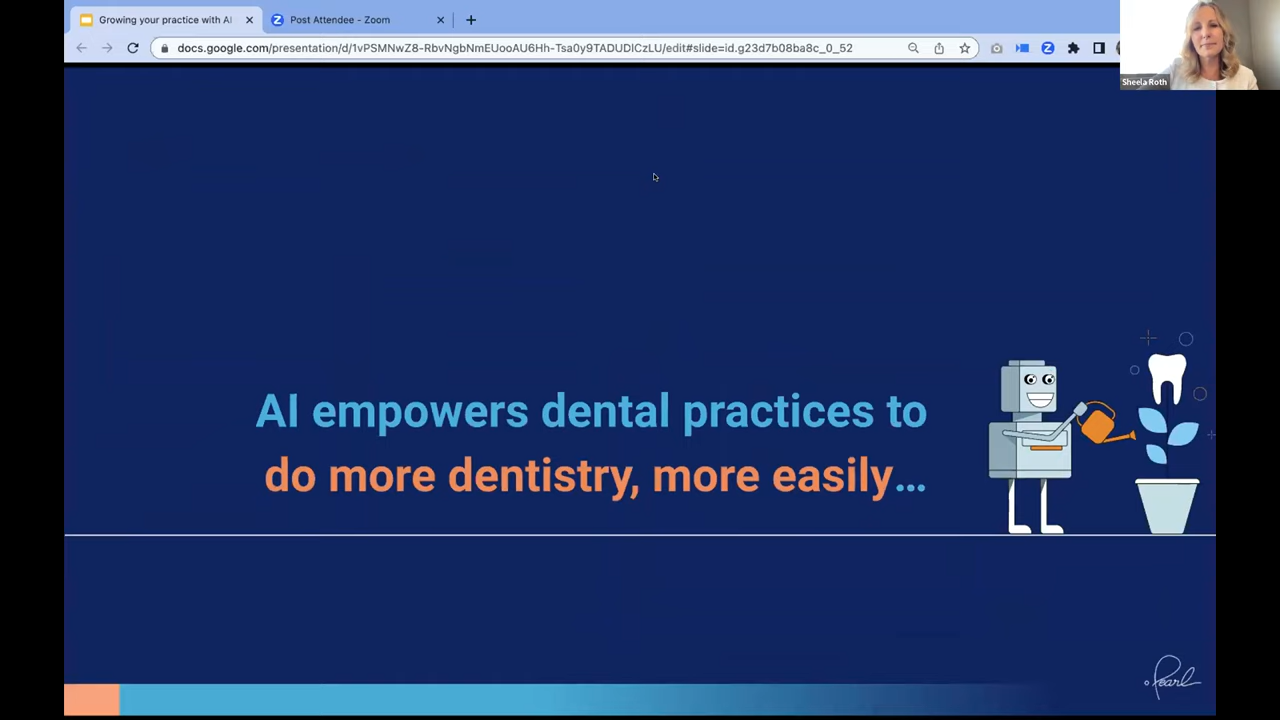 Growing your practice with AI
Post Attendee - Zoom
docs.google.com/presentation/d/1vPSMNwZ8-RbvNgbNmEUooAU6Hh-Tsa0y9TADUDlCzLU/edit#slide=id.g23d7b08ba8c_0_52
Sheela Roth
AI empowers dental practices to
do more dentistry, more easily...
Pearl